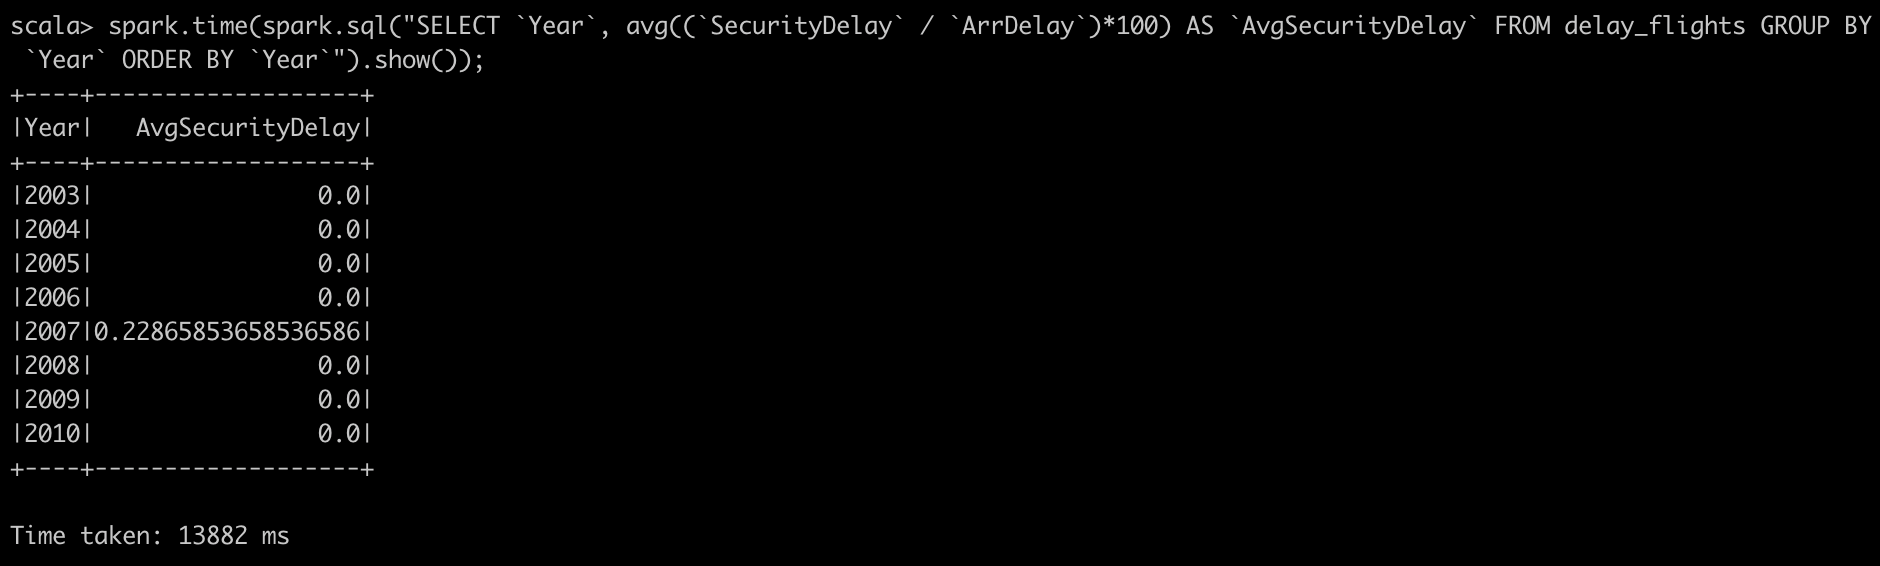 scala> spark.time(spark.sql("SELECT `Year`, avg((`SecurityDelay` / `ArrDelay`)*100) AS `AvgSecurityDelay` FROM delay_flights GROUP BY
 `Year` ORDER BY `Year`").show());
+----+-------------------+
|Year|   AvgSecurityDelay|
+----+-------------------+
|2003|                0.0|
|2004|                0.0|
|2005|                0.0|
|2006|                0.0|
|2007|0.22865853658536586|
|2008|                0.0|
|2009|                0.0|
|2010|                0.0|
+----+-------------------+
Time taken: 13882 ms